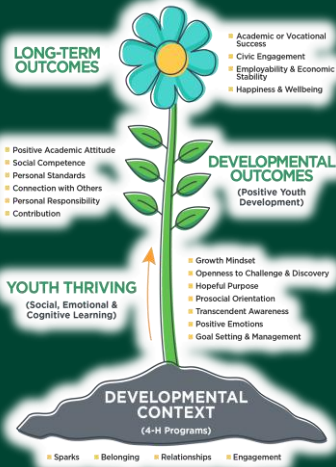 LONG-TERM
OUTCOMES
Academic or Vocational
Success
Civic Engagement
Employability & Economic
Stability
Happiness & Wellbeing
Positive Academic Attitude
Social Competence
Personal Standards
Connection with Others
Personal Responsibility
Contribution
DEVELOPMENTAL
OUTCOMES
(Positive Youth
Development)
YOUTH THRIVING
(Social, Emotional &
Cognitive Learning)
Growth Mindset
Openness to Challenge & Discovery
Hopeful Purpose
Prosocial Orientation
Transcendent Awareness
Positive Emotions
Goal Setting & Management
DEVELOPMENTAL
CONTEXT
(4-H Programs)
Sparks Belonging Relationships Engagement